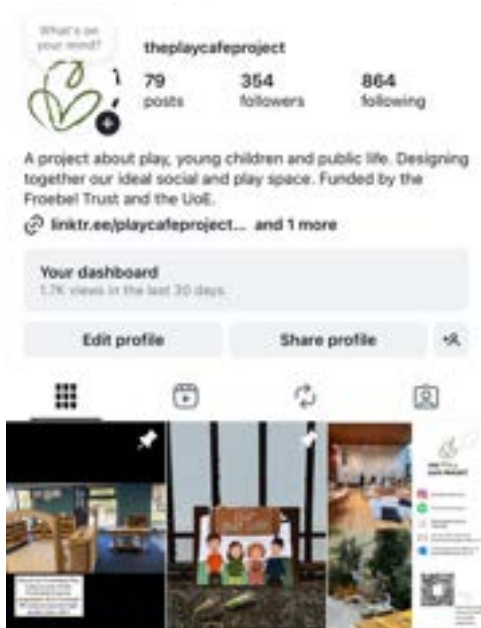 What's on
your mind?
theplaycafeproject
79 354 864
posts followers following
A project about play, young children and public life. Designing
together our ideal social and play space. Funded by the
Froebel Trust and the UoE.
linktr.ee/playcafeproject... and 1 more
Your dashboard
1.7K views in the last 30 days.
Edit profile Share profile